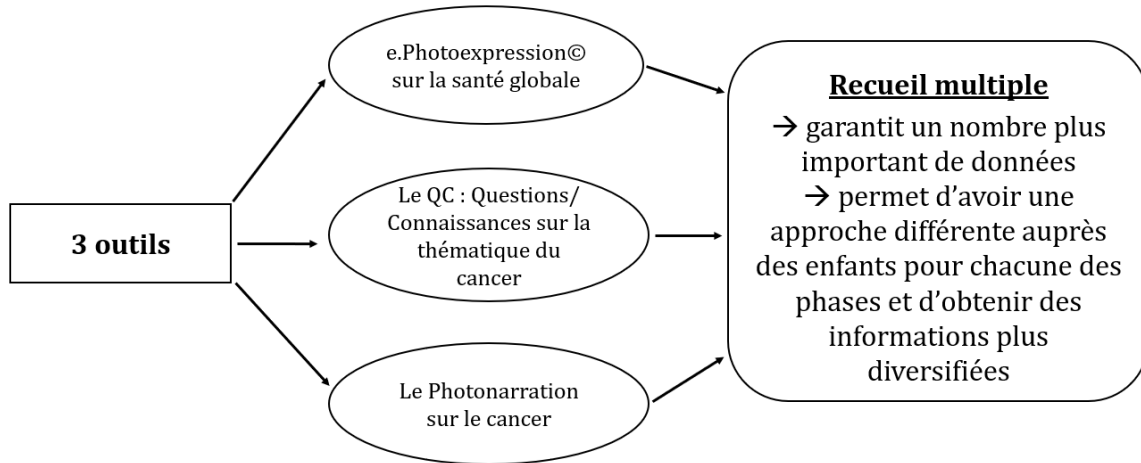 3 outils
e.Photoexpression©
sur la santé globale
Le QC : Questions/
Connaissances sur la
thématique du
cancer
Le Photonarration
sur le cancer
Recueil multiple
→ garantit un nombre plus
important de données
→ permet d’avoir une
approche différente auprès
des enfants pour chacune des
phases et d’obtenir des
informations plus
diversifiées